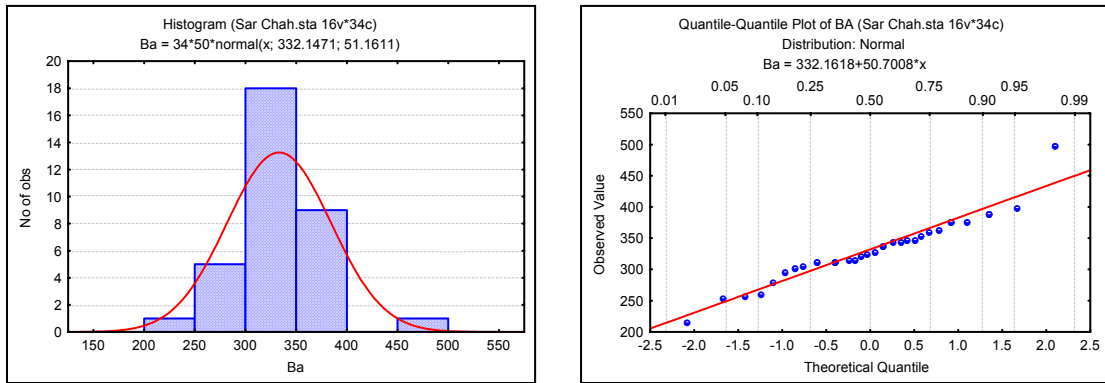 Histogram (Sar Chah.sta 16v*34c)
Ba = 34*50*normal(x; 332.1471; 51.1611)
20
18
16
14
12
10
8
6
4
2
0
No of obs
150 200 250 300 350 400 450 500 550
Ba
Quantile-Quantile Plot of BA (Sar Chah.sta 16v*34c)
Distribution: Normal
Ba = 332.1618+50.7008*x
0.01 0.05 0.10 0.25 0.50 0.75 0.90 0.95 0.99
550
500
450
400
350
300
250
200
Observed Value
-2.5 -2.0 -1.5 -1.0 -0.5 0.0 0.5 1.0 1.5 2.0 2.5
Theoretical Quantile